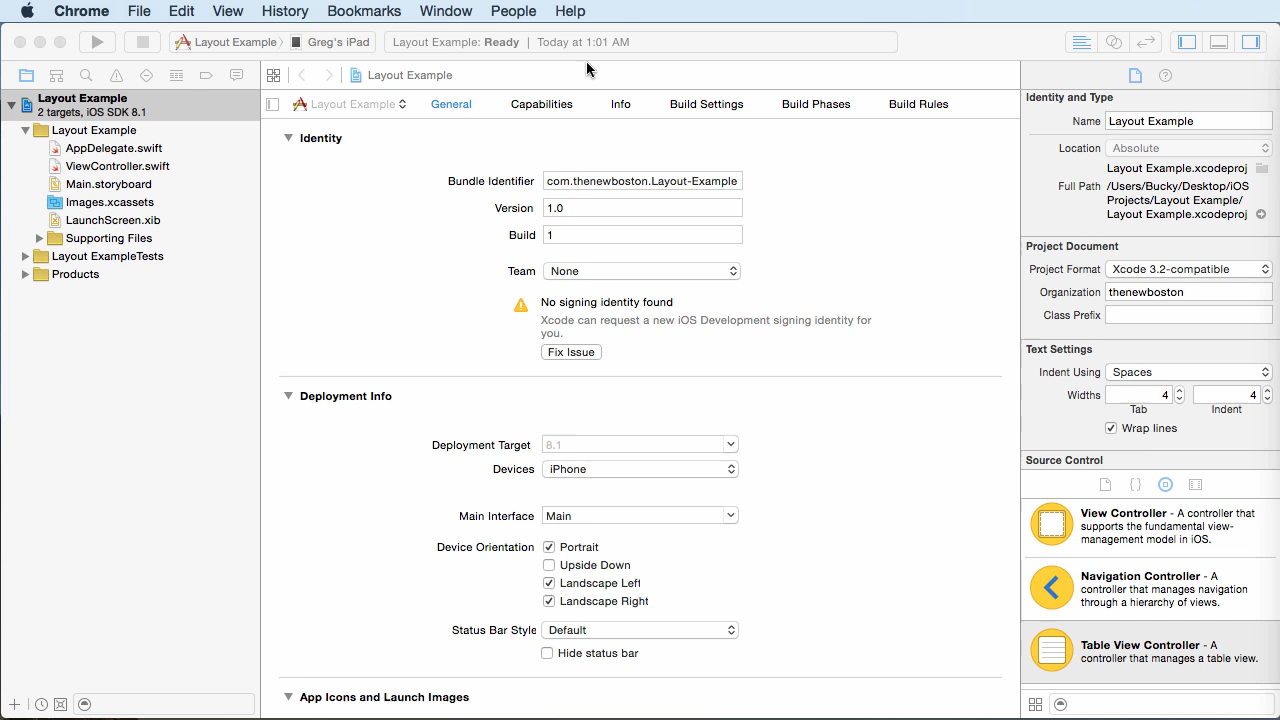 Chrome File Edit View History Bookmarks Window People Help
Layout Example Greg's iPad Layout Example: Ready | Today at 1:01 AM
Layout Example
Layout Example
2 targets, iOS SDK 8.1
Layout Example
AppDelegate.swift
ViewController.swift
Main.storyboard
Images.xcassets
LaunchScreen.xib
Supporting Files
Layout ExampleTests
Products
Layout Example General Capabilities Info Build Settings Build Phases Build Rules
Identity
Bundle Identifier com.thenewboston.Layout-Example
Version 1.0
Build 1
Team None
No signing identity found
Xcode can request a new iOS Development signing identity for
you.
Fix Issue
Deployment Info
Deployment Target 8.1
Devices iPhone
Main Interface Main
Device Orientation Portrait
Upside Down
Landscape Left
Landscape Right
Status Bar Style Default
Hide status bar
App Icons and Launch Images
Identity and Type
Name Layout Example
Location Absolute
Layout Example.xcodeproj
Full Path /Users/Bucky/Desktop/iOS
Projects/Layout Example/
Layout Example.xcodeproj
Project Document
Project Format Xcode 3.2-compatible
Organization thenewboston
Class Prefix
Text Settings
Indent Using Spaces
Widths 4 4
Tab Indent
Wrap lines
Source Control
{ }
View Controller - A controller that
supports the fundamental view-
management model in iOS.
Navigation Controller - A
controller that manages navigation
through a hierarchy of views.
Table View Controller - A
controller that manages a table view.